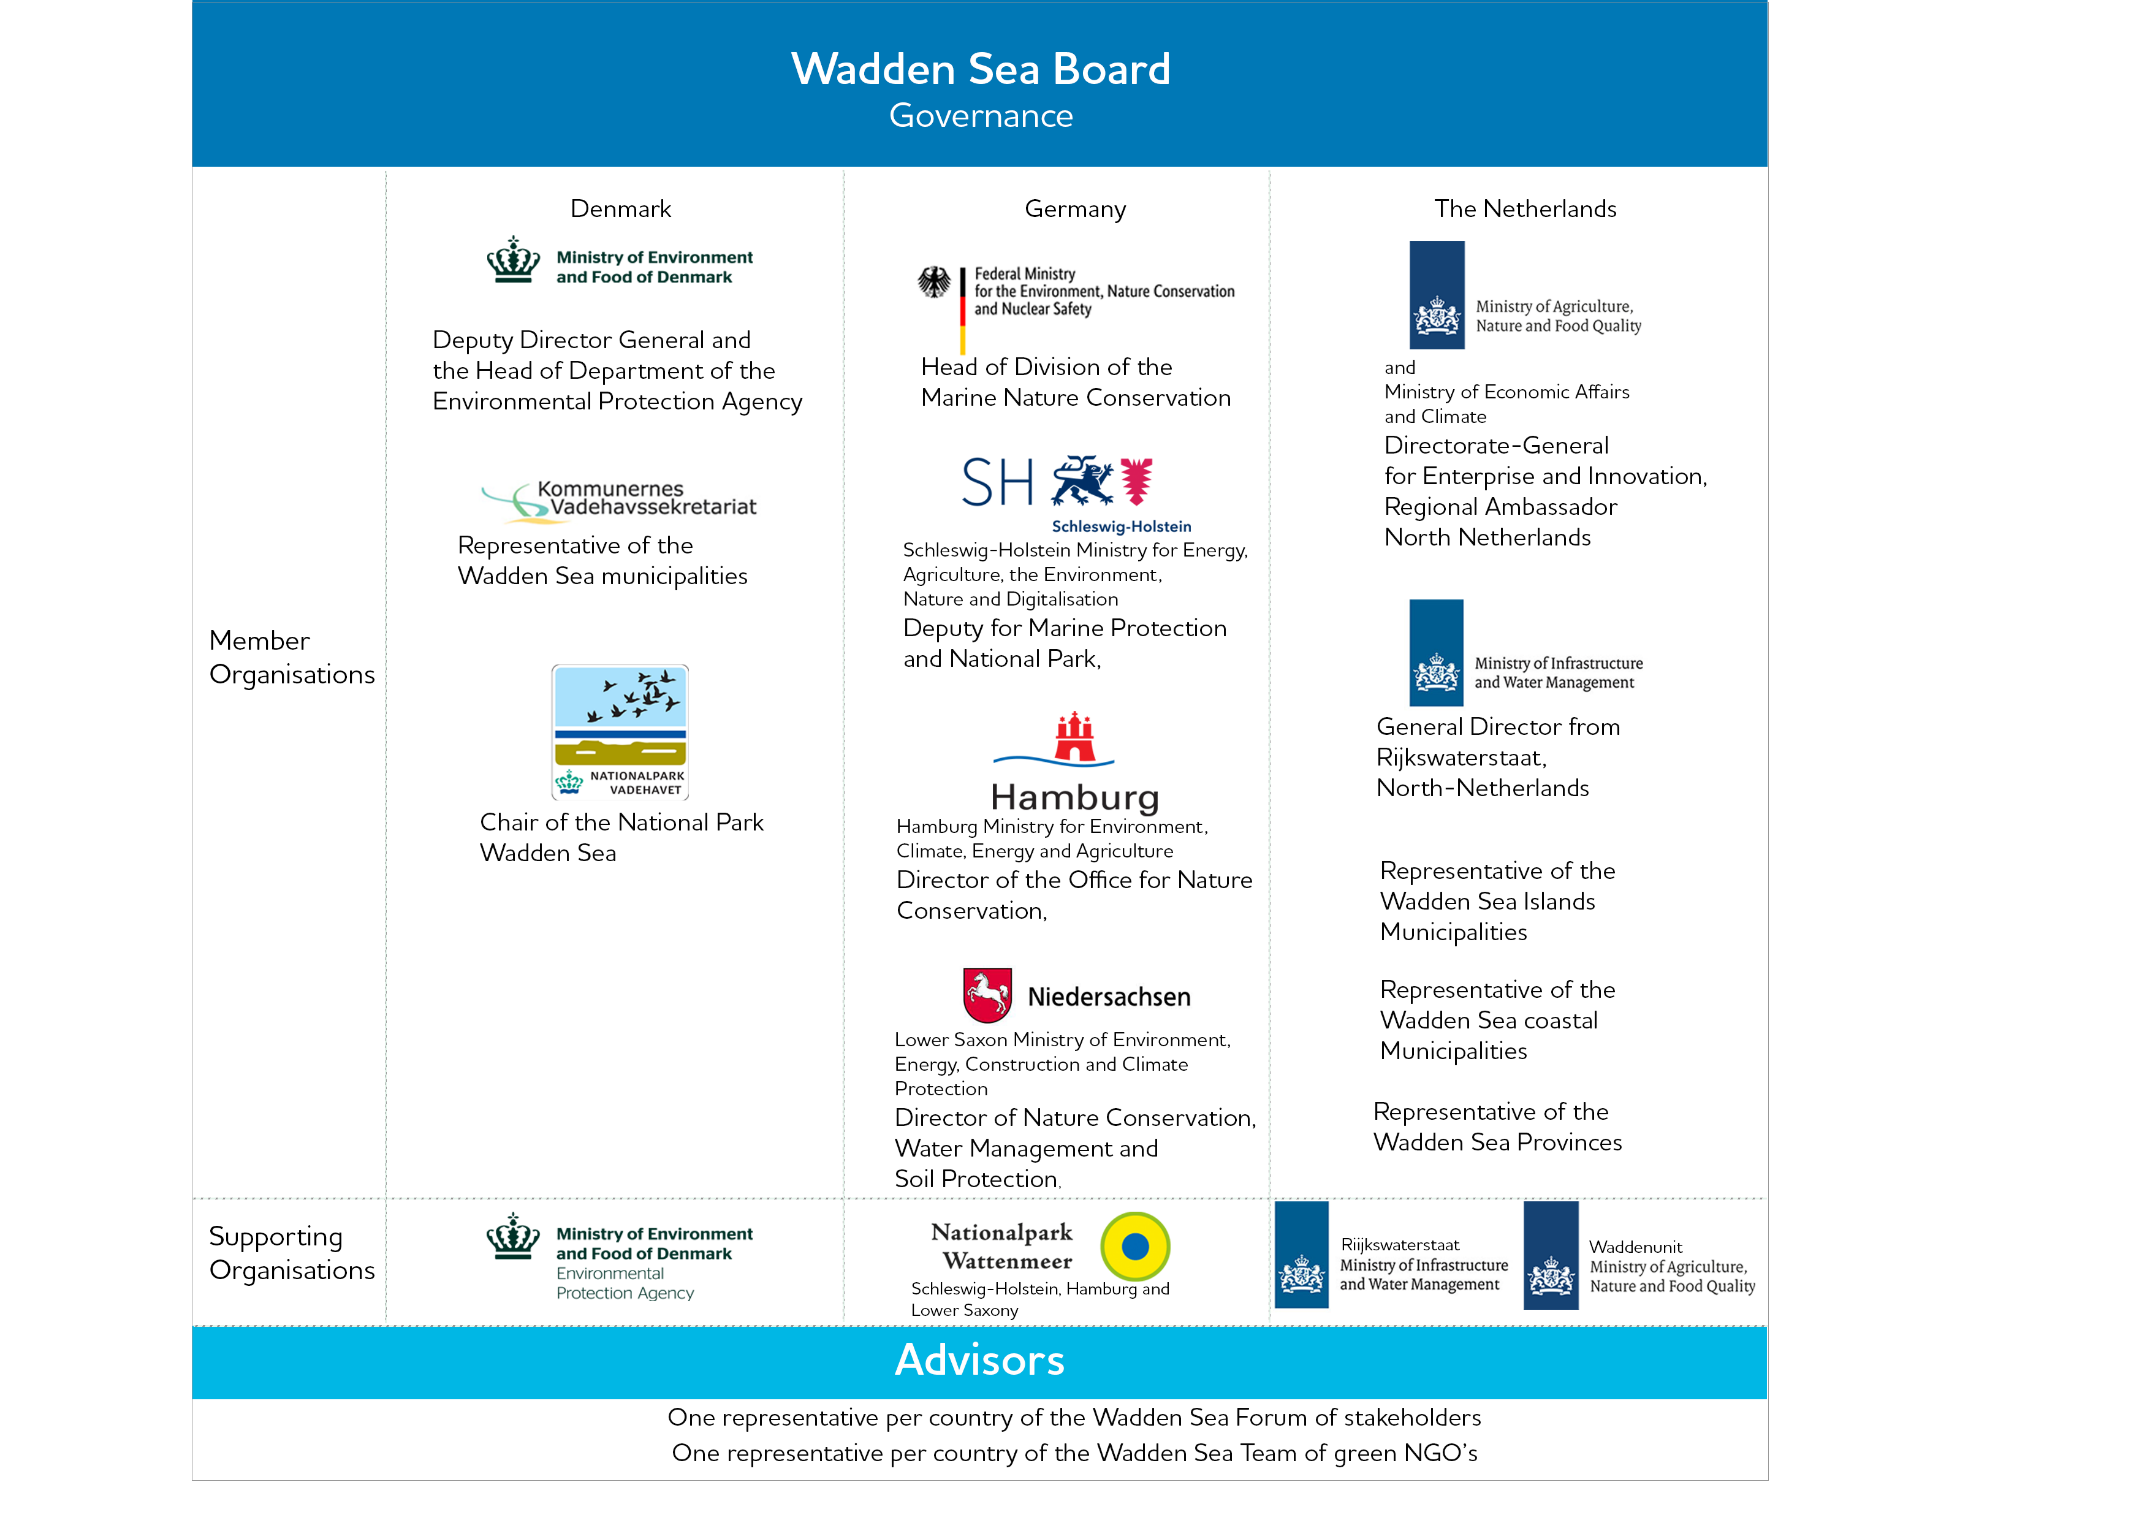 Wadden Sea Board
Governance
Member
Organisations
Denmark
Ministry of Environment
and Food of Denmark
Deputy Director General and
the Head of Department of the
Environmental Protection Agency
Kommunernes
Vadehavssekretariat
Representative of the
Wadden Sea municipalities
NATIONALPARK
VADEHAVET
Chair of the National Park
Wadden Sea
Germany
Federal Ministry
for the Environment, Nature Conservation
and Nuclear Safety
Head of Division of the
Marine Nature Conservation
SH
Schleswig-Holstein
Schleswig-Holstein Ministry for Energy,
Agriculture, the Environment,
Nature and Digitalisation
Deputy for Marine Protection
and National Park,
Hamburg
Hamburg Ministry for Environment,
Climate, Energy and Agriculture
Director of the Office for Nature
Conservation,
Niedersachsen
Lower Saxon Ministry of Environment,
Energy, Construction and Climate
Protection
Director of Nature Conservation,
Water Management and
Soil Protection,
The Netherlands
Ministry of Agriculture,
Nature and Food Quality
and
Ministry of Economic Affairs
and Climate
Directorate-General
for Enterprise and Innovation,
Regional Ambassador
North Netherlands
Ministry of Infrastructure
and Water Management
General Director from
Rijkswaterstaat,
North-Netherlands
Representative of the
Wadden Sea Islands
Municipalities
Representative of the
Wadden Sea coastal
Municipalities
Representative of the
Wadden Sea Provinces
Supporting
Organisations
Ministry of Environment
and Food of Denmark
Environmental
Protection Agency
Nationalpark
Wattenmeer
Schleswig-Holstein, Hamburg and
Lower Saxony
Riijkswaterstaat
Ministry of Infrastructure
and Water Management
Waddenunit
Ministry of Agriculture,
Nature and Food Quality
Advisors
One representative per country of the Wadden Sea Forum of stakeholders
One representative per country of the Wadden Sea Team of green NGO's